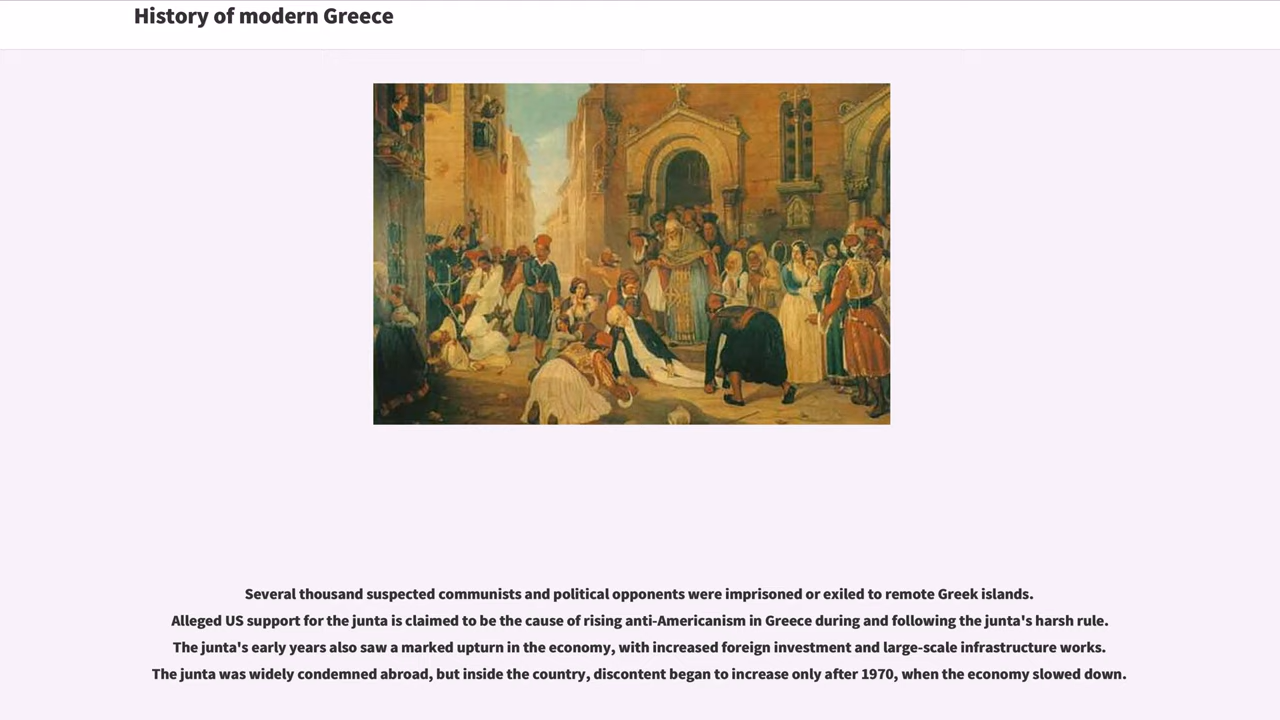 History of modern Greece
Several thousand suspected communists and political opponents were imprisoned or exiled to remote Greek islands.
Alleged US support for the junta is claimed to be the cause of rising anti-Americanism in Greece during and following the junta's harsh rule.
The junta's early years also saw a marked upturn in the economy, with increased foreign investment and large-scale infrastructure works.
The junta was widely condemned abroad, but inside the country, discontent began to increase only after 1970, when the economy slowed down.